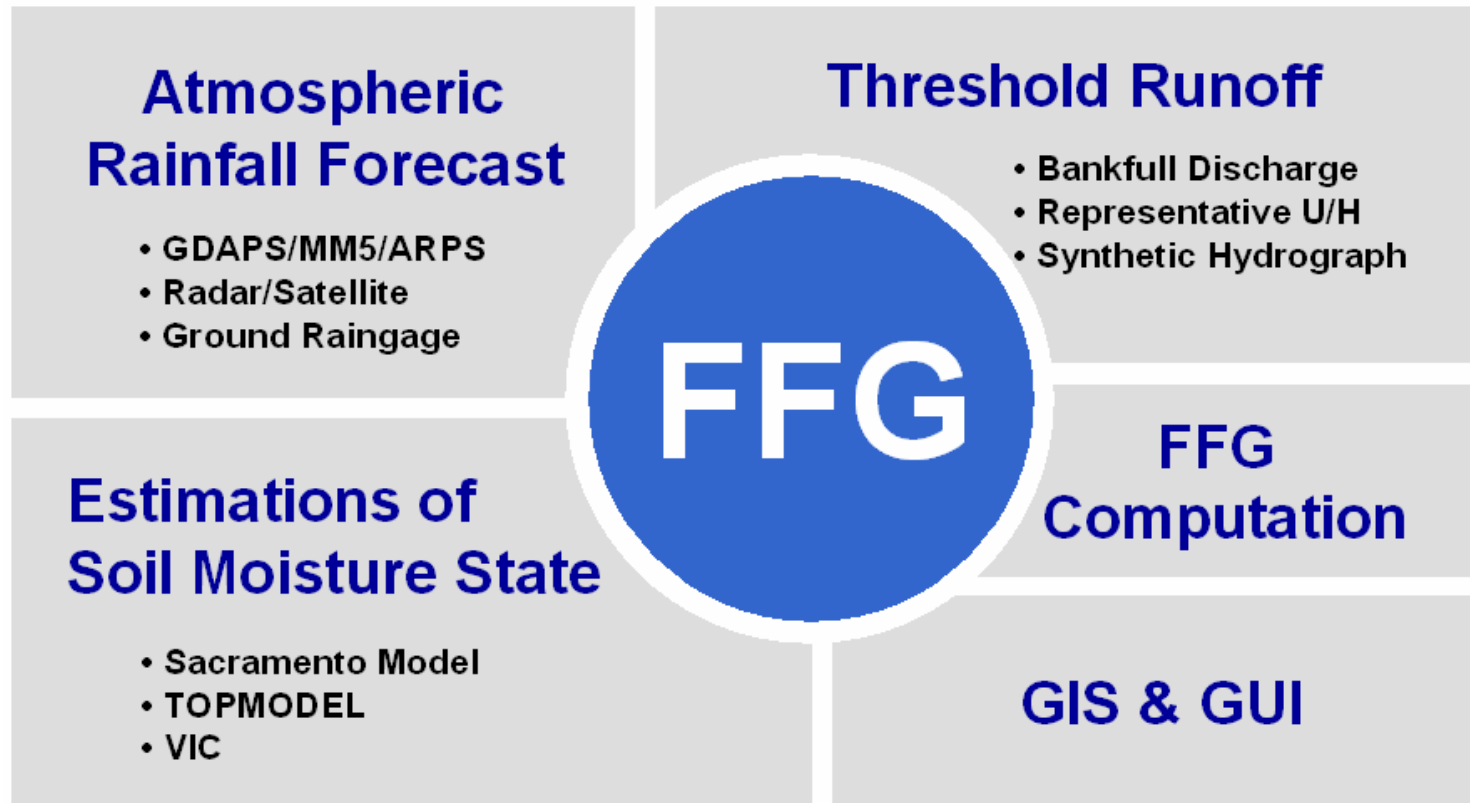 Atmospheric
Rainfall Forecast
• GDAPS/MM5/ARPS
• Radar/Satellite
• Ground Raingage
Threshold Runoff
• Bankfull Discharge
• Representative U/H
• Synthetic Hydrograph
FFG
Estimations of
Soil Moisture State
• Sacramento Model
• TOPMODEL
• VIC
FFG
Computation
GIS & GUI